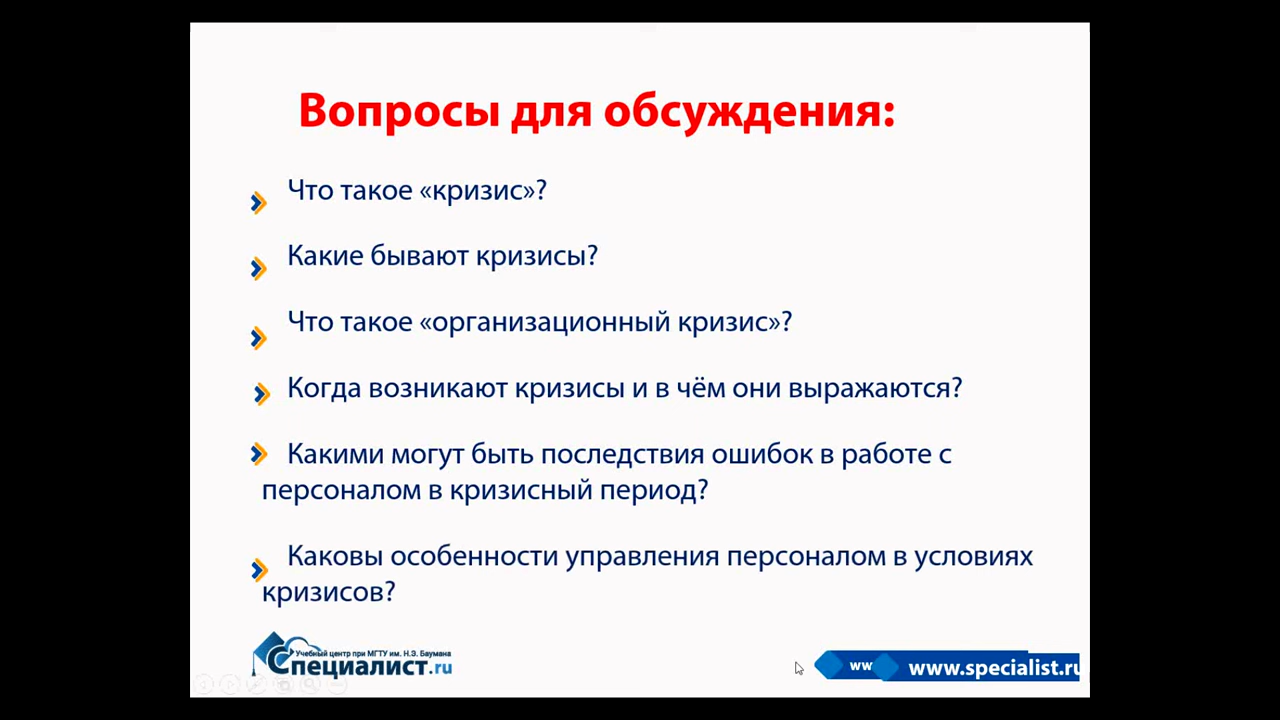 Вопросы для обсуждения:
Что такое «кризис»?
Какие бывают кризисы?
Что такое «организационный кризис»?
Когда возникают кризисы и в чём они выражаются?
Какими могут быть последствия ошибок в работе с
персоналом в кризисный период?
Каковы особенности управления персоналом в условиях
кризисов?
Учебный центр при МГТУ им. Н.Э. Баумана
Специалист.ru
ww
www.specialist.ru